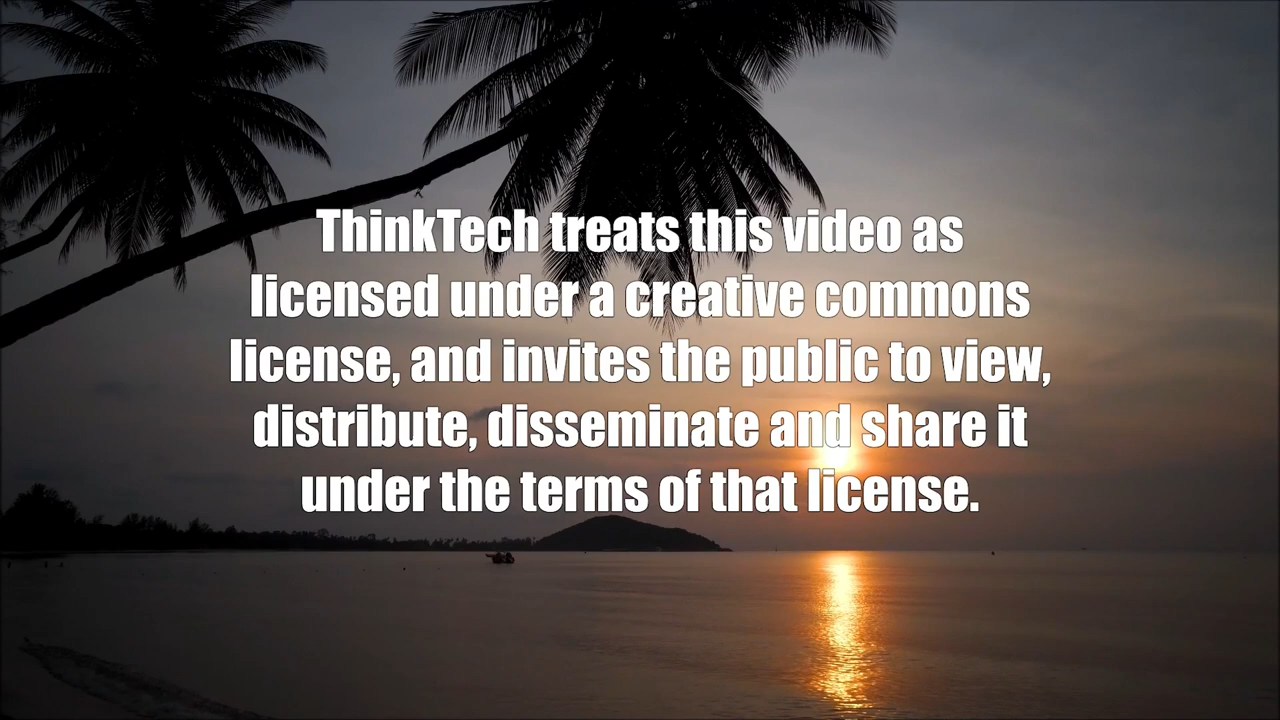 ThinkTech treats this video as
licensed under a creative commons
license, and invites the public to view,
distribute, disseminate and share it
under the terms of that license.